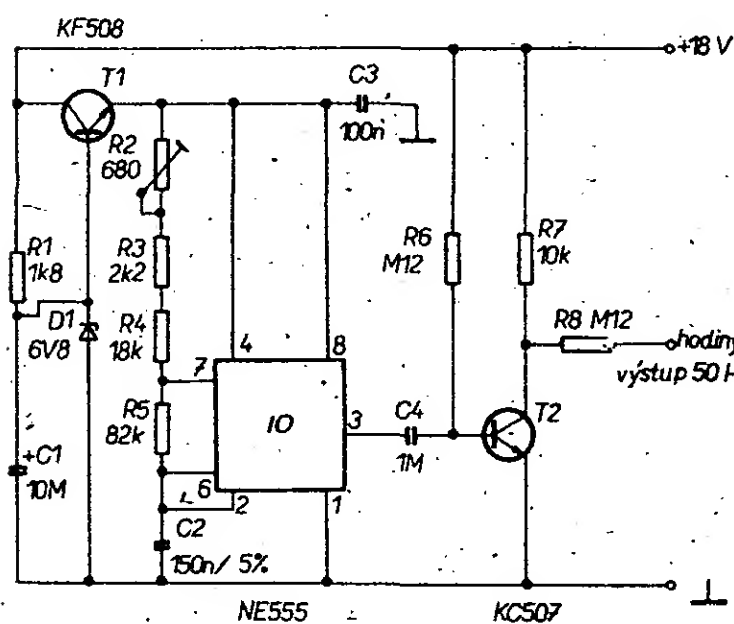 KF508
+18 V
T1
C3
100n
R2
680
R1
1k8
R3
2k2
R6
M12
R7
10k
D1
6V8
R4
18k
4
8
R8 M12
hodiny
výstup 50 H
7
R5
82k
IO
3
C4
1M
T2
+C1
10M
6
2
1
C2
150n/ 5%
NE555
KC507